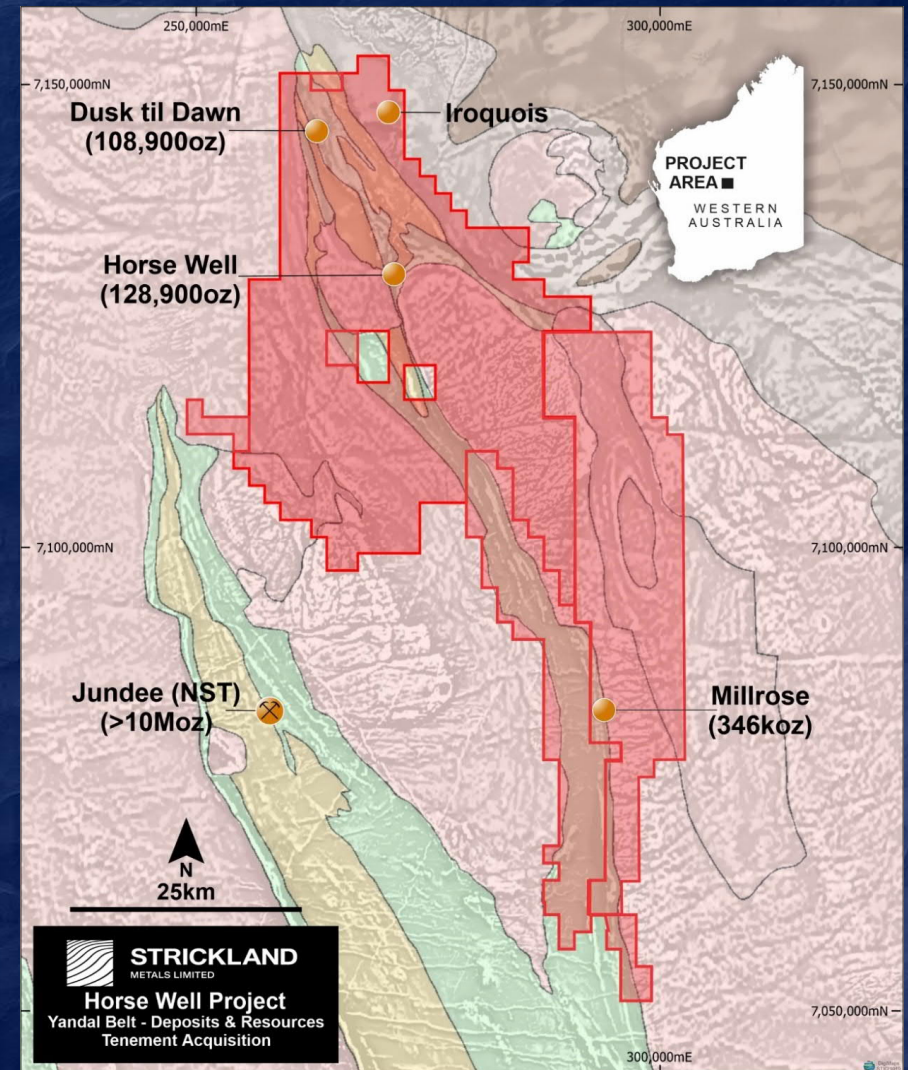 250,000mE
300,000mE
7,150,000mN
7,150,000mN
Dusk til Dawn
(108,900oz)
Iroquois
PROJECT
AREA
WESTERN
AUSTRALIA
Horse Well
(128,900oz)
7,100,000mN
7,100,000mN
Jundee (NST)
(>10Moz)
Millrose
(346koz)
N
25km
STRICKLAND
METALS LIMITED
Horse Well Project
Yandal Belt - Deposits & Resources
Tenement Acquisition
7,050,000mN
300,000mE